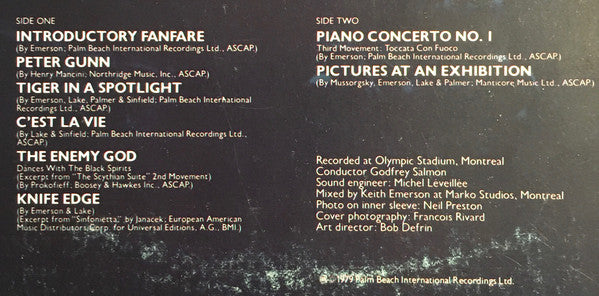 SIDE ONE
INTRODUCTORY FANFARE
(By Emerson; Palm Beach International Recordings Ltd., ASCAP.)
PETER GUNN
(By Henry Mancini; Northridge Music, Inc., ASCAP.)
TIGER IN A SPOTLIGHT
(By Emerson, Lake, Palmer & Sinfield; Palm Beach International
Recordings Ltd., ASCAP.)
C'EST LA VIE
(By Lake & Sinfield; Palm Beach International Recordings Ltd.,
ASCAP.)
THE ENEMY GOD
Dances With The Black Spirits
(Excerpt from "The Scythian Suite" 2nd Movement)
(By Prokofieff; Boosey & Hawkes Inc., ASCAP.)
KNIFE EDGE
(By Emerson & Lake)
(Excerpt from "Sinfonietta," by Janacek; European American
Music Distributors Corp. for Universal Editions, A.G., BMI.)
SIDE TWO
PIANO CONCERTO NO. 1
Third Movement: Toccata Con Fuoco
(By Emerson; Palm Beach International Recordings Ltd., ASCAP.)
PICTURES AT AN EXHIBITION
(By Mussorgsky, Emerson, Lake & Palmer; Manticore Music Ltd., ASCAP.)
Recorded at Olympic Stadium, Montreal
Conductor Godfrey Salmon
Sound engineer: Michel Leveillee
Mixed by Keith Emerson at Marko Studios, Montreal
Photo on inner sleeve: Neil Preston
Cover photography: Francois Rivard
Art director: Bob Defrin
1979 Palm Beach International Recordings Ltd.